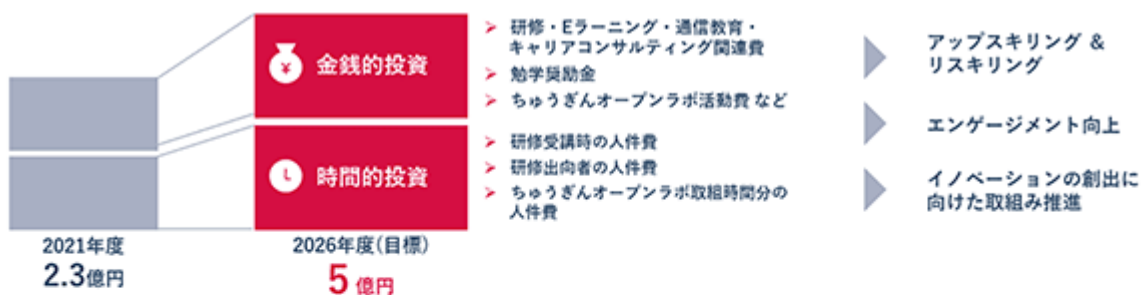 金銭的投資
時間的投資
2021年度
2.3億円
2026年度(目標)
5億円
➢ 研修・Eラーニング・通信教育・
キャリアコンサルティング関連費
➢ 勉学奨励金
➢ ちゅうぎんオープンラボ活動費 など
➢ 研修受講時の人件費
➢ 研修出向者の人件費
➢ ちゅうぎんオープンラボ取組時間分の
人件費
アップスキリング &
リスキリング
エンゲージメント向上
イノベーションの創出に
向けた取組み推進